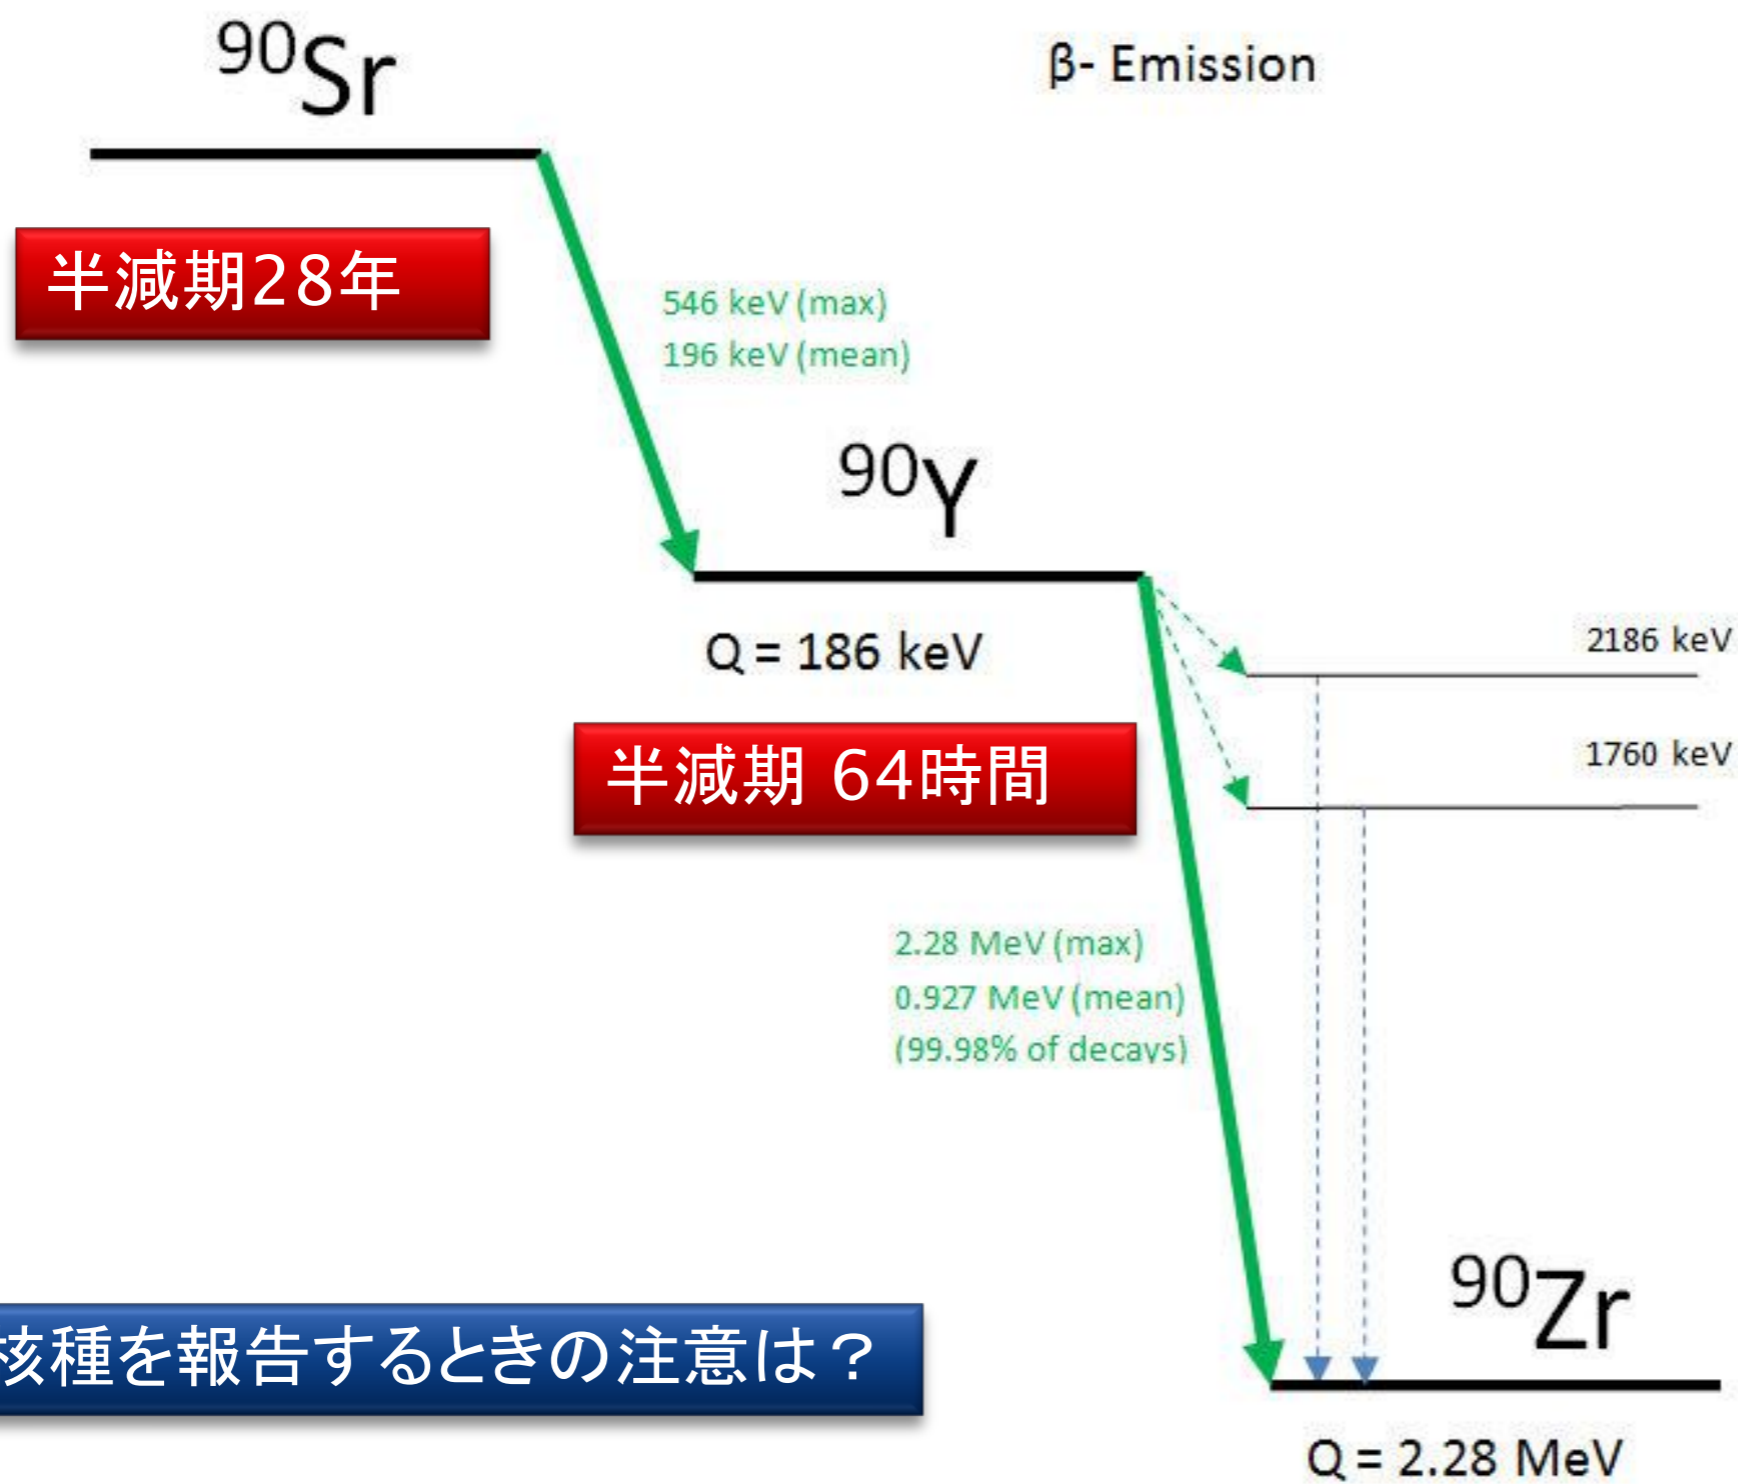 ⁹⁰Sr
β- Emission
半減期28年
546 keV (max)
196 keV (mean)
⁹⁰Y
Q = 186 keV
2186 keV
半減期 64時間
1760 keV
2.28 MeV (max)
0.927 MeV (mean)
(99.98% of decays)
⁹⁰Zr
核種を報告するときの注意は？
Q = 2.28 MeV